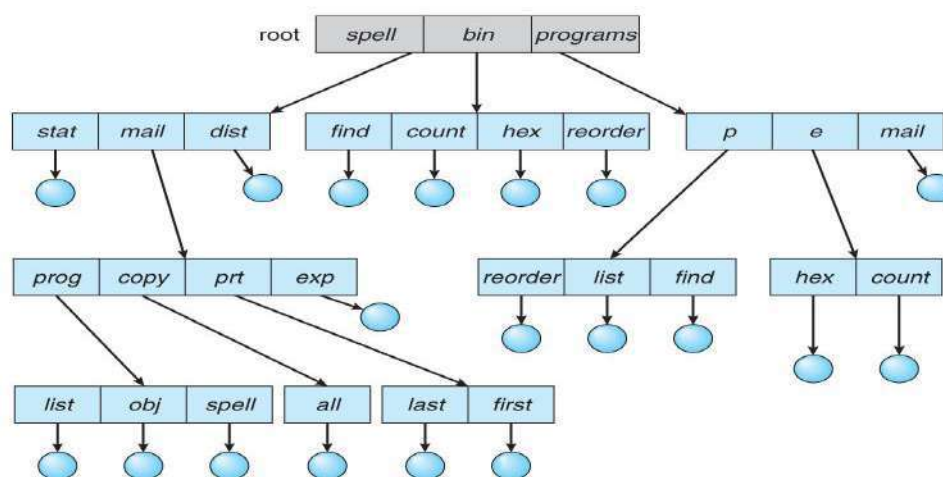 root spell bin programs
stat mail dist find count hex reorder p e mail
prog copy prt exp reorder list find hex count
list obj spell all last first